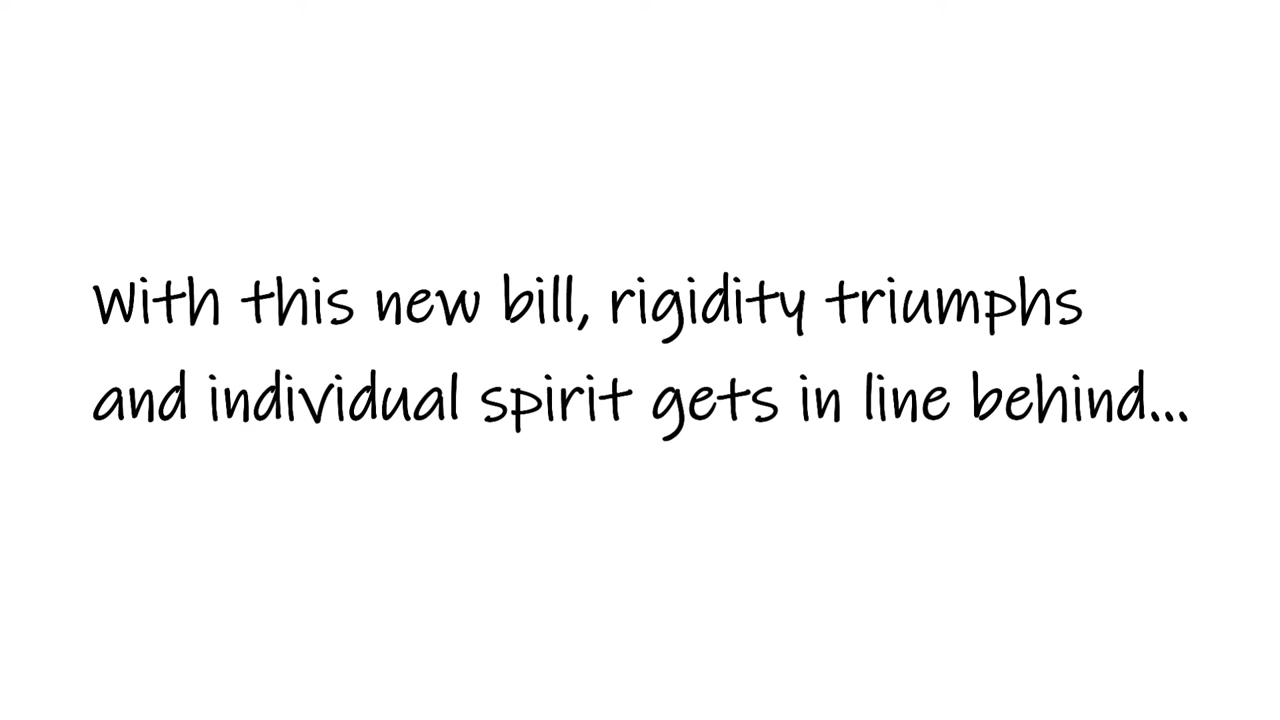 With this new bill, rigidity triumphs
and individual spirit gets in line behind...